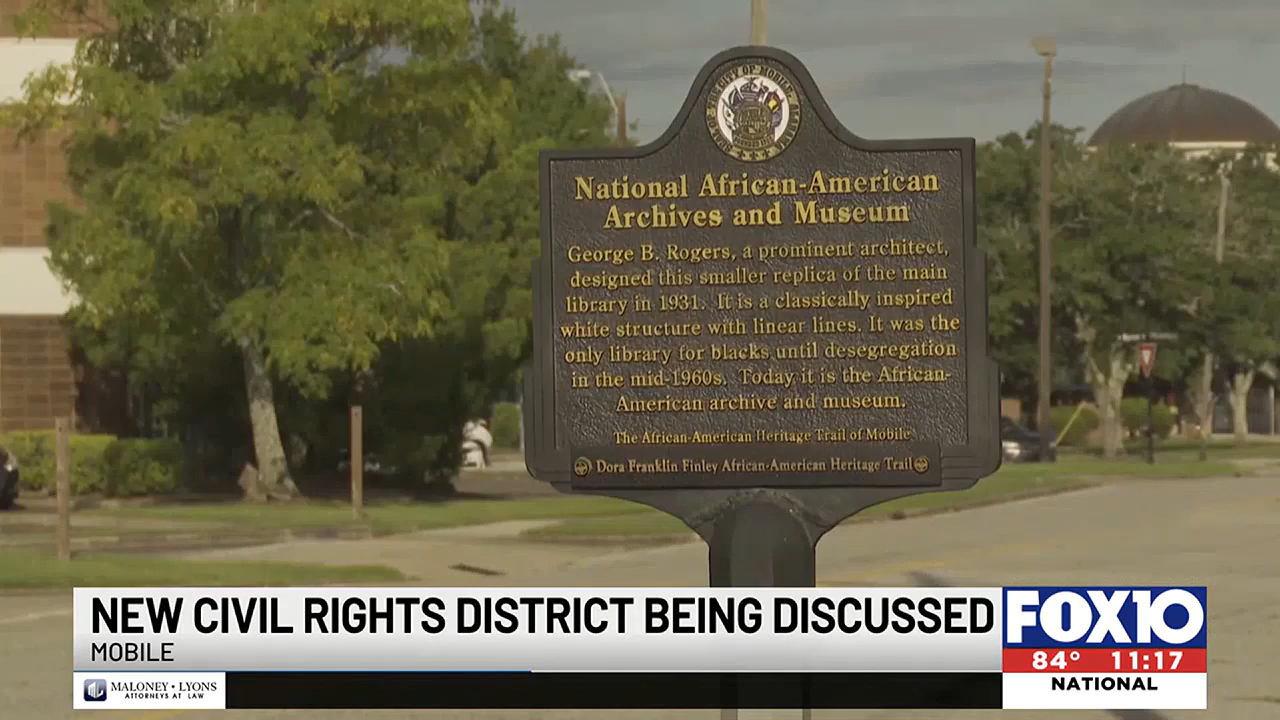 THE CITY OF MOBILE
National African-American
Archives and Museum
George B. Rogers, a prominent architect,
designed this smaller replica of the main
library in 1931. It is a classically inspired
white structure with linear lines. It was the
only library for blacks until desegregation
in the mid-1960s. Today it is the African-
American archive and museum.
The African-American Heritage Trail of Mobile
Dora Franklin Finley African-American Heritage Trail
NEW CIVIL RIGHTS DISTRICT BEING DISCUSSED
MOBILE
MALONEY • LYONS
ATTORNEYS AT LAW
FOX10
84° 11:17
NATIONAL